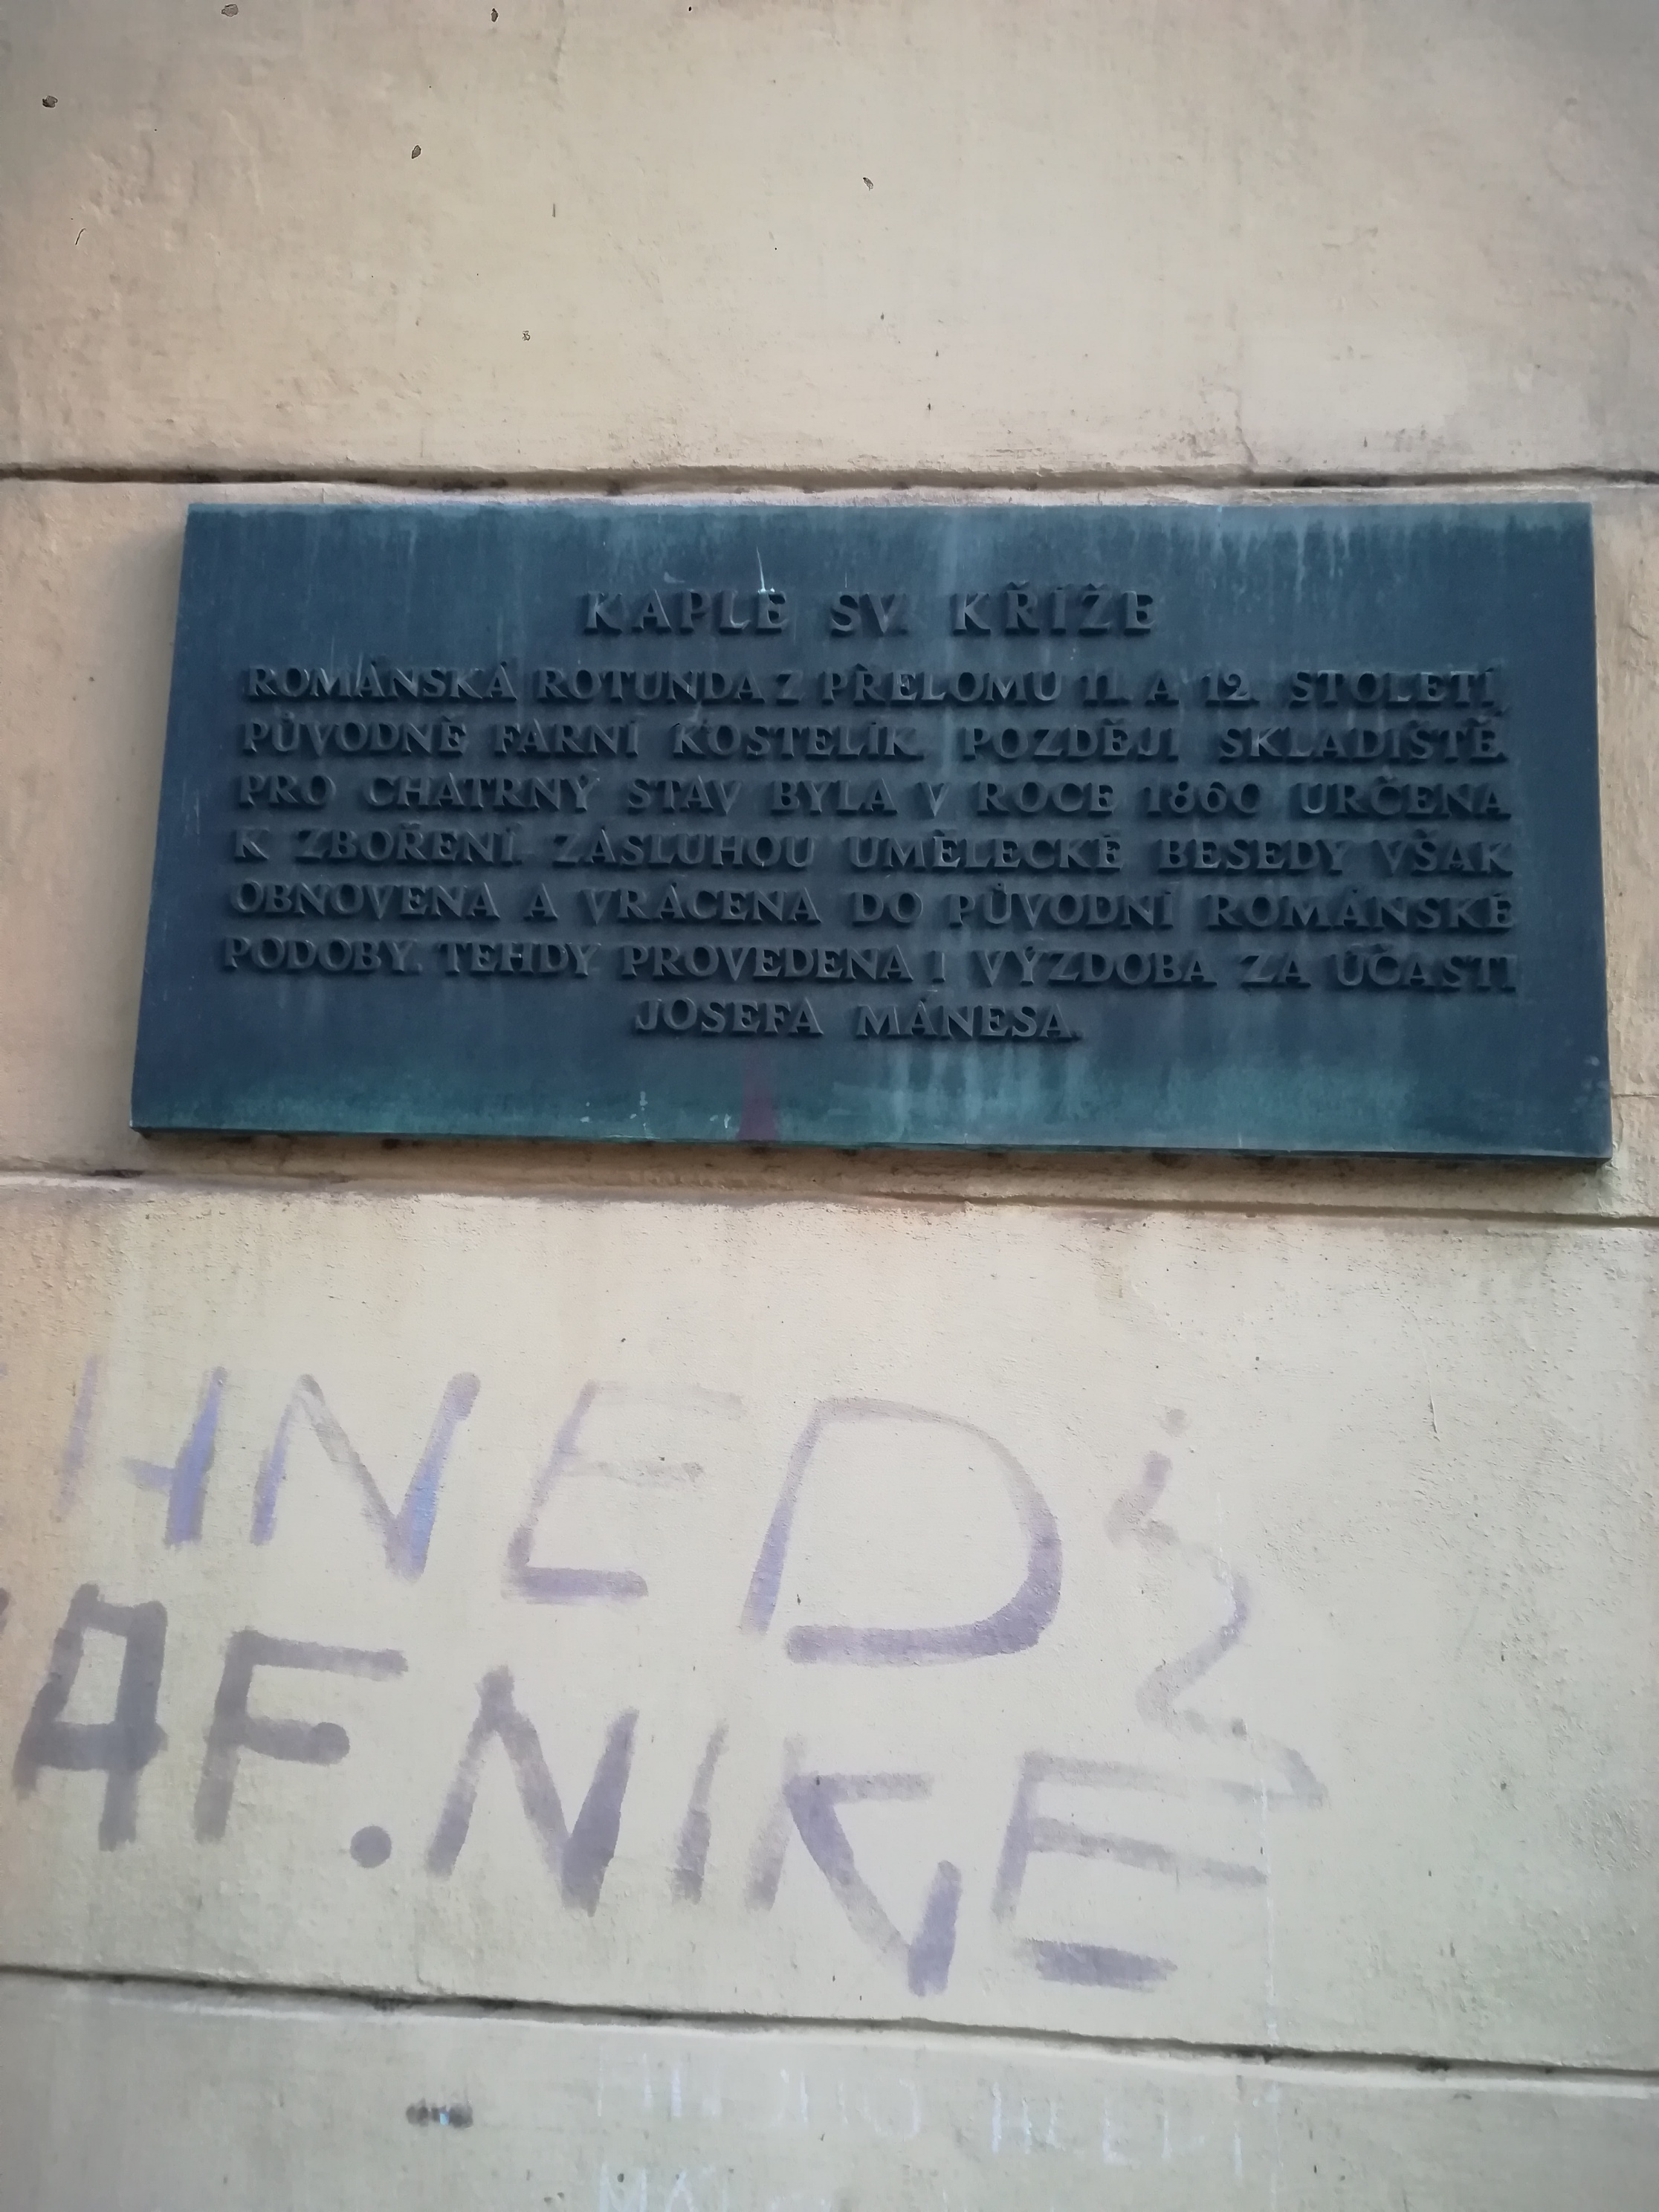 KAPLE SV. KŘÍŽE
ROMÁNSKÁ ROTUNDA Z PŘELOMU 11. A 12. STOLETÍ,
PŮVODNĚ FARNÍ KOSTELÍK. POZDĚJI SKLADIŠTĚ.
PRO CHATRNÝ STAV BYLA V ROCE 1860 URČENA
K ZBOŘENÍ. ZÁSLUHOU UMĚLECKÉ BESEDY VŠAK
OBNOVENA A VRÁCENA DO PŮVODNÍ ROMÁNSKÉ
PODOBY. TEHDY PROVEDENA I VÝZDOBA ZA ÚČASTI
JOSEFA MÁNESA.
HNED
AF.NIKE